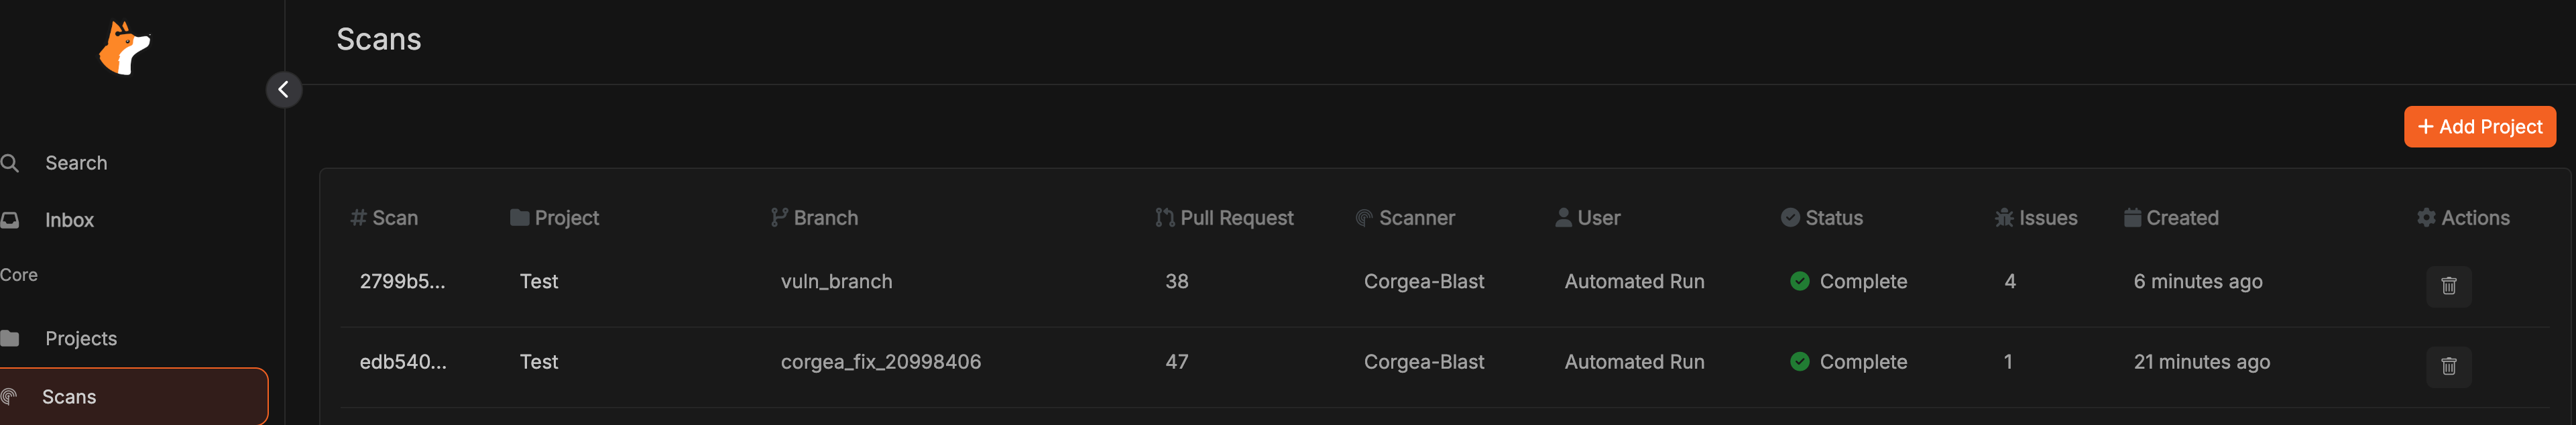 Scans
+ Add Project
Search
Inbox
Core
Projects
Scans
# Scan Project Branch Pull Request Scanner User Status Issues Created Actions
2799b5... Test vuln_branch 38 Corgea-Blast Automated Run Complete 4 6 minutes ago
edb540... Test corgea_fix_20998406 47 Corgea-Blast Automated Run Complete 1 21 minutes ago